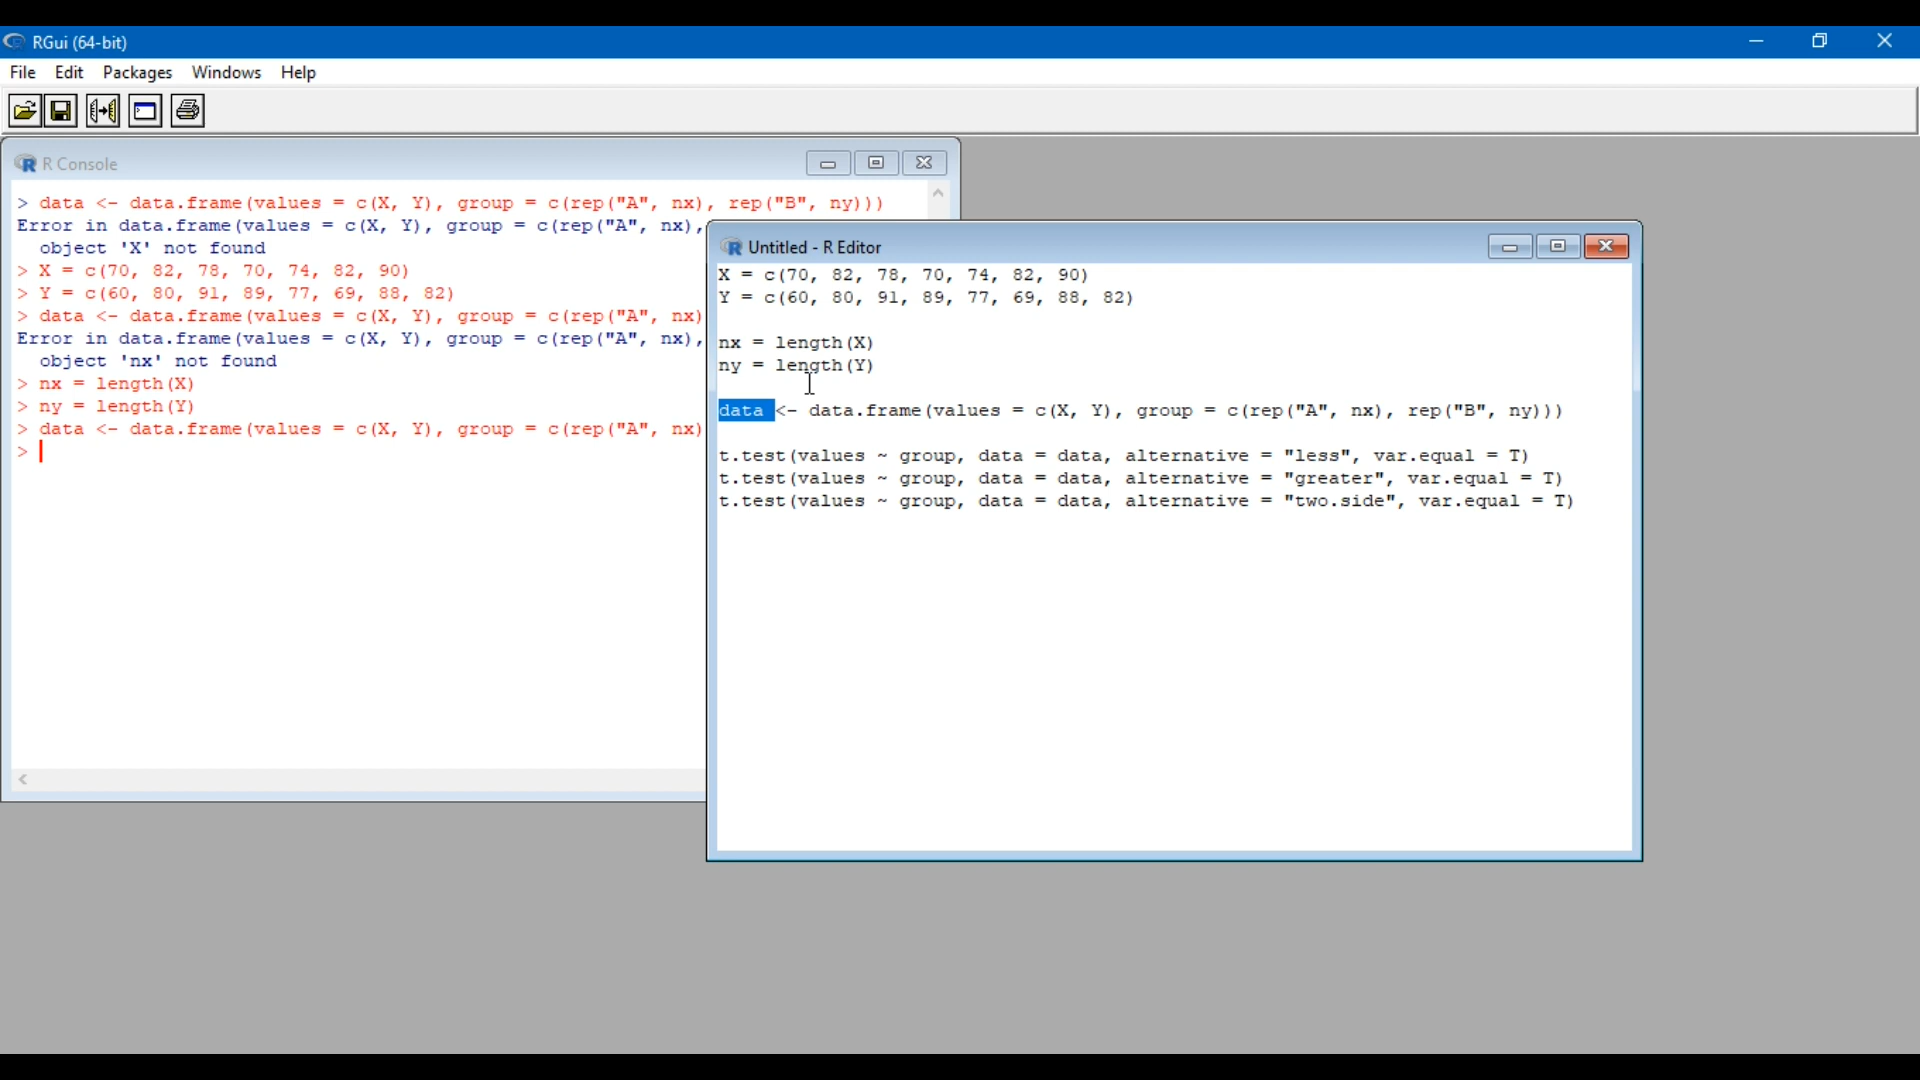 RGui (64-bit)
File Edit Packages Windows Help
R Console
> data <- data.frame(values = c(X, Y), group = c(rep("A", nx), rep("B", ny)))
Error in data.frame(values = c(X, Y), group = c(rep("A", nx),
object 'X' not found
> X = c(70, 82, 78, 70, 74, 82, 90)
> Y = c(60, 80, 91, 89, 77, 69, 88, 82)
> data <- data.frame(values = c(X, Y), group = c(rep("A", nx)
Error in data.frame(values = c(X, Y), group = c(rep("A", nx),
object 'nx' not found
> nx = length(X)
> ny = length(Y)
> data <- data.frame(values = c(X, Y), group = c(rep("A", nx)
>
Untitled - R Editor
X = c(70, 82, 78, 70, 74, 82, 90)
Y = c(60, 80, 91, 89, 77, 69, 88, 82)
nx = length(X)
ny = length(Y)
data <- data.frame(values = c(X, Y), group = c(rep("A", nx), rep("B", ny)))
t.test(values ~ group, data = data, alternative = "less", var.equal = T)
t.test(values ~ group, data = data, alternative = "greater", var.equal = T)
t.test(values ~ group, data = data, alternative = "two.side", var.equal = T)